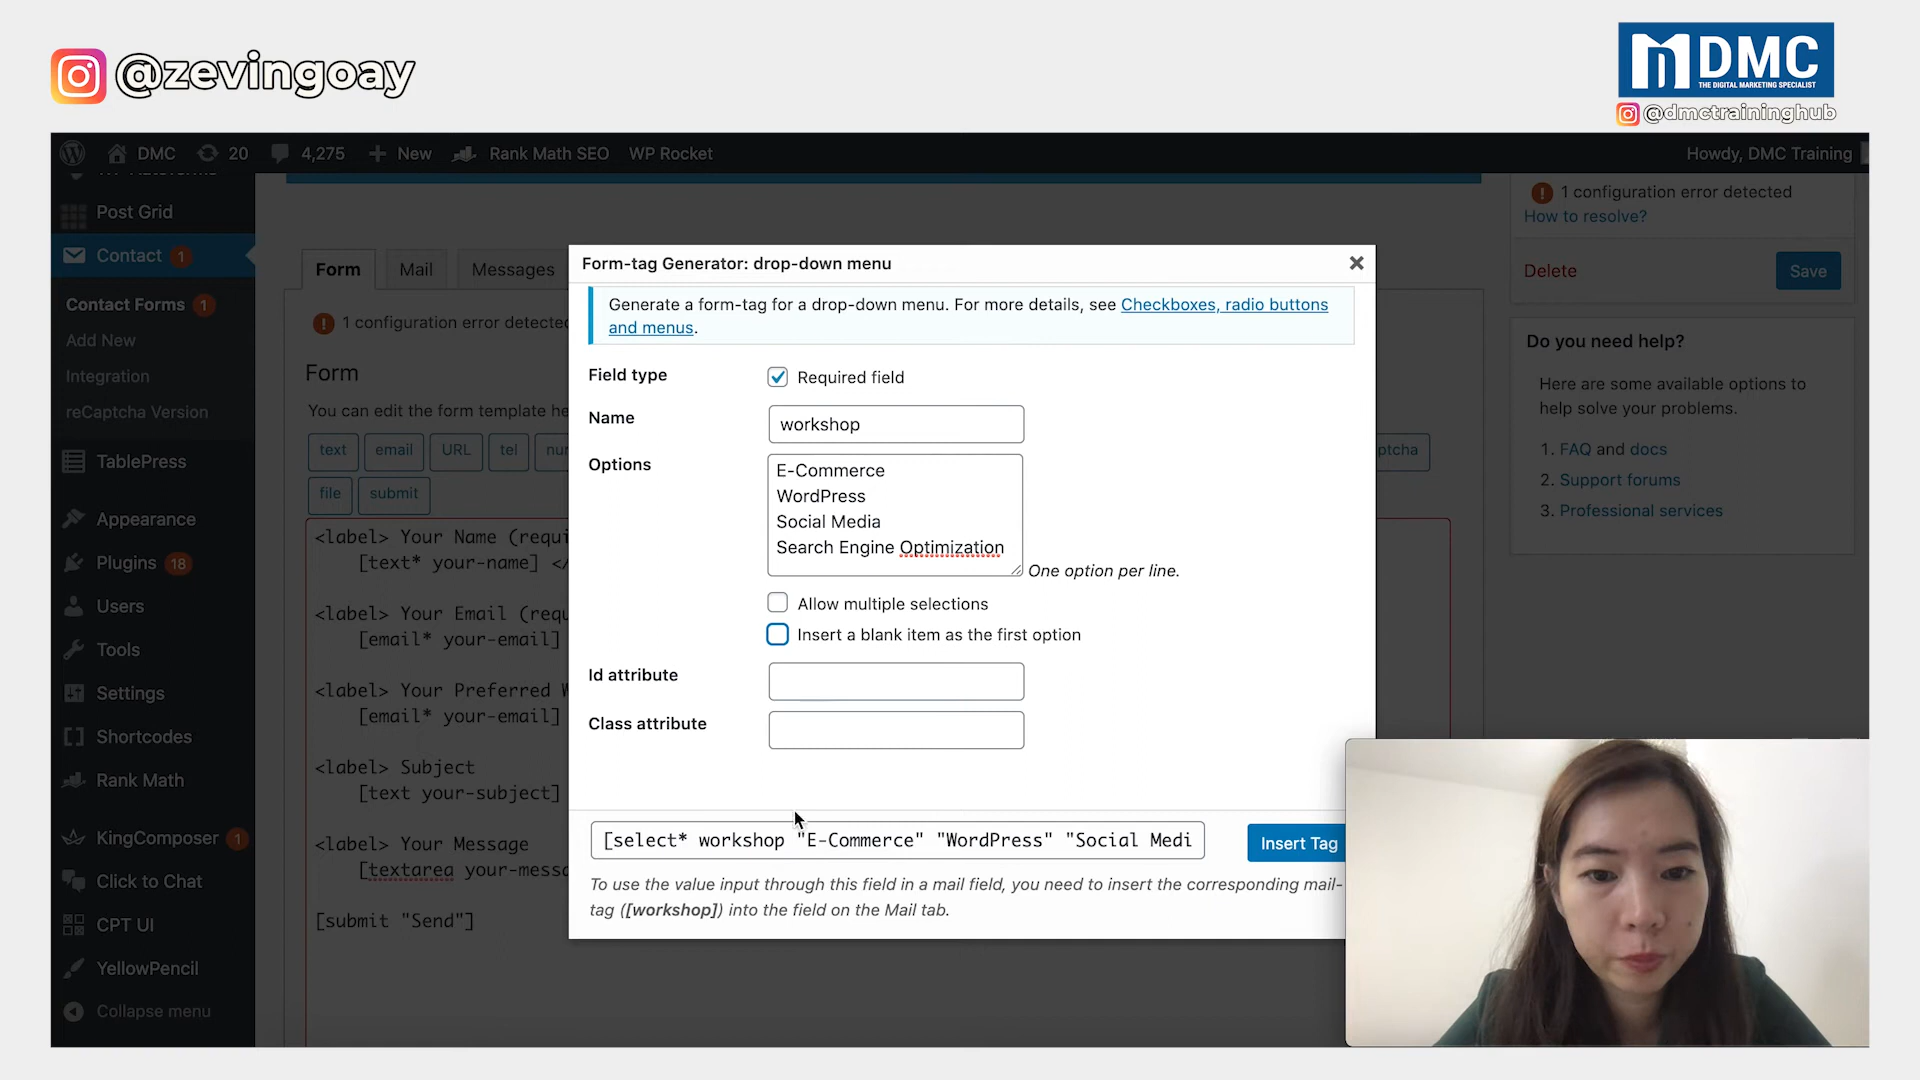 @zevingoay
DMC
THE DIGITAL MARKETING SPECIALIST
@dmctraininghub
DMC
20
4,275
New
Rank Math SEO
WP Rocket
Howdy, DMC Training
Post Grid
Contact 1
Contact Forms 1
Add New
Integration
reCaptcha Version
TablePress
Appearance
Plugins 18
Users
Tools
Settings
Shortcodes
Rank Math
KingComposer 1
Click to Chat
CPT UI
YellowPencil
Collapse menu
Form
Mail
Messages
1 configuration error detected
Form
You can edit the form template he
text
email
URL
tel
file
submit
<label> Your Name (requi
[text* your-name] </
<label> Your Email (requ
[email* your-email]
<label> Your Preferred W
[email* your-email]
<label> Subject
[text your-subject]
<label> Your Message
[textarea your-messa
[submit "Send"]
Form-tag Generator: drop-down menu
Generate a form-tag for a drop-down menu. For more details, see Checkboxes, radio buttons
and menus.
Field type
Required field
Name
workshop
Options
E-Commerce
WordPress
Social Media
Search Engine Optimization
One option per line.
Allow multiple selections
Insert a blank item as the first option
Id attribute
Class attribute
[select* workshop "E-Commerce" "WordPress" "Social Medi
Insert Tag
To use the value input through this field in a mail field, you need to insert the corresponding mail-
tag ([workshop]) into the field on the Mail tab.
1 configuration error detected
How to resolve?
Delete
Save
Do you need help?
Here are some available options to
help solve your problems.
1. FAQ and docs
2. Support forums
3. Professional services